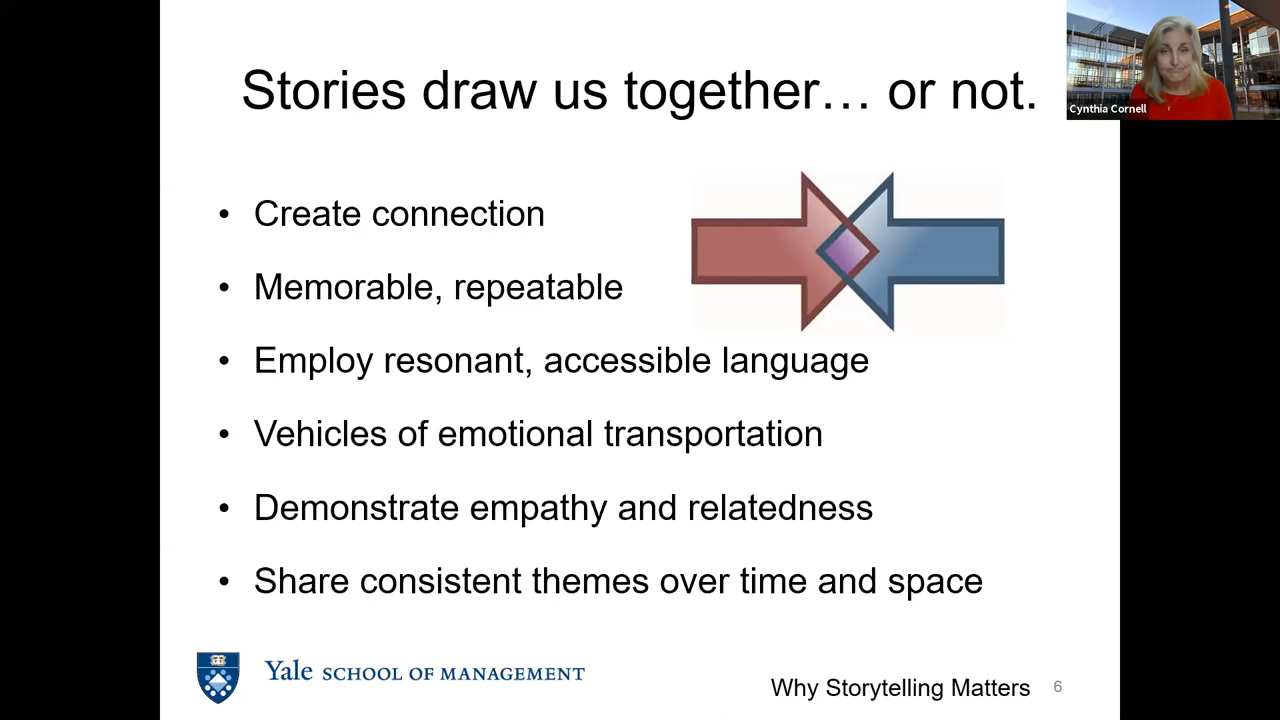 Stories draw us together… or not.
Cynthia Cornell
• Create connection
• Memorable, repeatable
• Employ resonant, accessible language
• Vehicles of emotional transportation
• Demonstrate empathy and relatedness
• Share consistent themes over time and space
Yale SCHOOL OF MANAGEMENT
Why Storytelling Matters 6